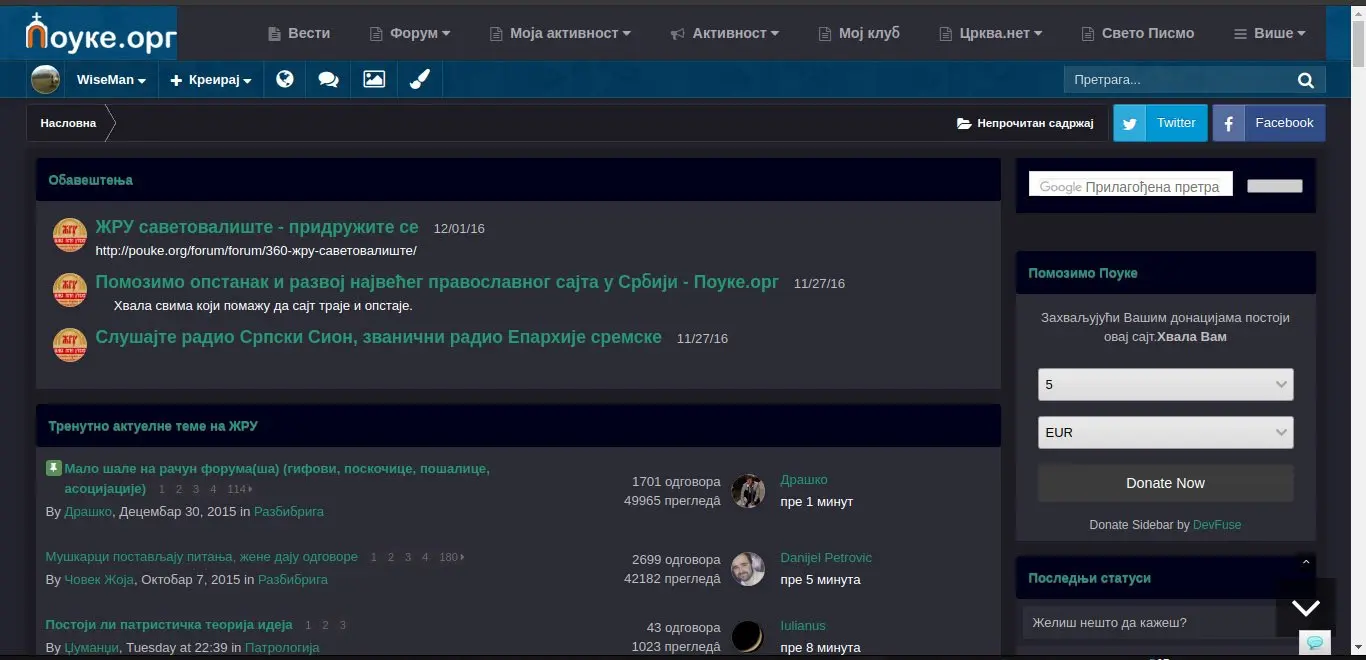 Поуке.орг
Вести
Форум
Моја активност
Активност
Мој клуб
Црква.нет
Свето Писмо
Више
WiseMan
Креирај
Претрага...
Насловна
Непрочитан садржај
Twitter
Facebook
Обавештења
ЖРУ саветовалиште - придружите се 12/01/16
http://pouke.org/forum/forum/360-жру-саветовалиште/
Помозимо опстанак и развој највећег православног сајта у Србији - Поуке.орг 11/27/16
Хвала свима који помажу да сајт траје и опстаје.
Слушајте радио Српски Сион, званични радио Епархије сремске 11/27/16
Google Прилагођена претра
Помозимо Поуке
Захваљујући Вашим донацијама постоји
овај сајт.Хвала Вам
5
EUR
Donate Now
Donate Sidebar by DevFuse
Тренутно актуелне теме на ЖРУ
Мало шале на рачун форума(ша) (гифови, поскочице, пошалице,
асоцијације) 1 2 3 4 114
By Драшко, Децембар 30, 2015 in Разбибрига
1701 одговора
49965 прегледâ
Драшко
пре 1 минут
Мушкарци постављају питања, жене дају одговоре 1 2 3 4 180
By Човек Жоја, Октобар 7, 2015 in Разбибрига
2699 одговора
42182 прегледâ
Danijel Petrovic
пре 5 минута
Постоји ли патристичка теорија идеја 1 2 3
By Џуманџи, Tuesday at 22:39 in Патрологија
43 одговора
1023 прегледâ
Iulianus
пре 8 минута
Последњи статуси
Желиш нешто да кажеш?